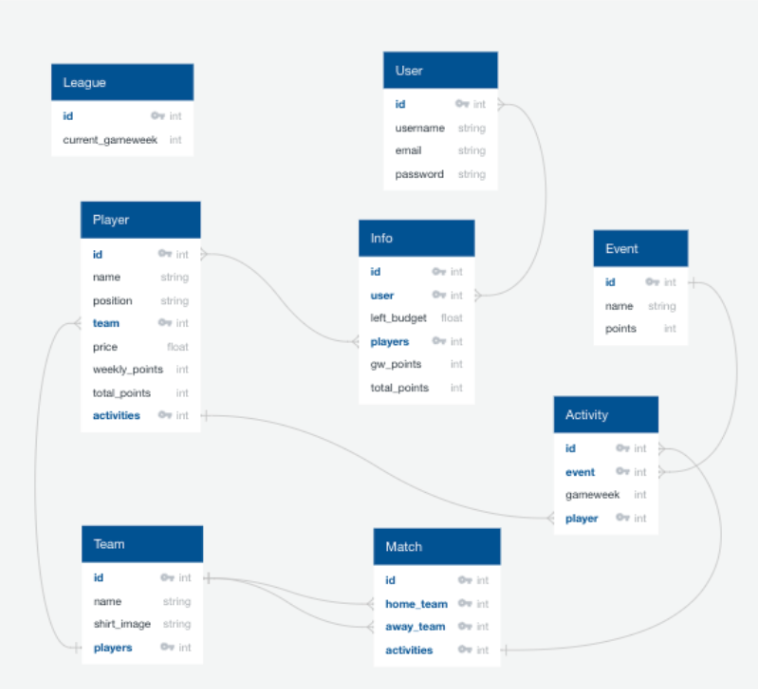 League
id int
current_gameweek int
User
id int
username string
email string
password string
Player
id int
name string
position string
team int
price float
weekly_points int
total_points int
activities int
Info
id int
user int
left_budget float
players int
gw_points int
total_points int
Event
id int
name string
points int
Activity
id int
event int
gameweek int
player int
Team
id int
name string
shirt_image string
players int
Match
id int
home_team int
away_team int
activities int